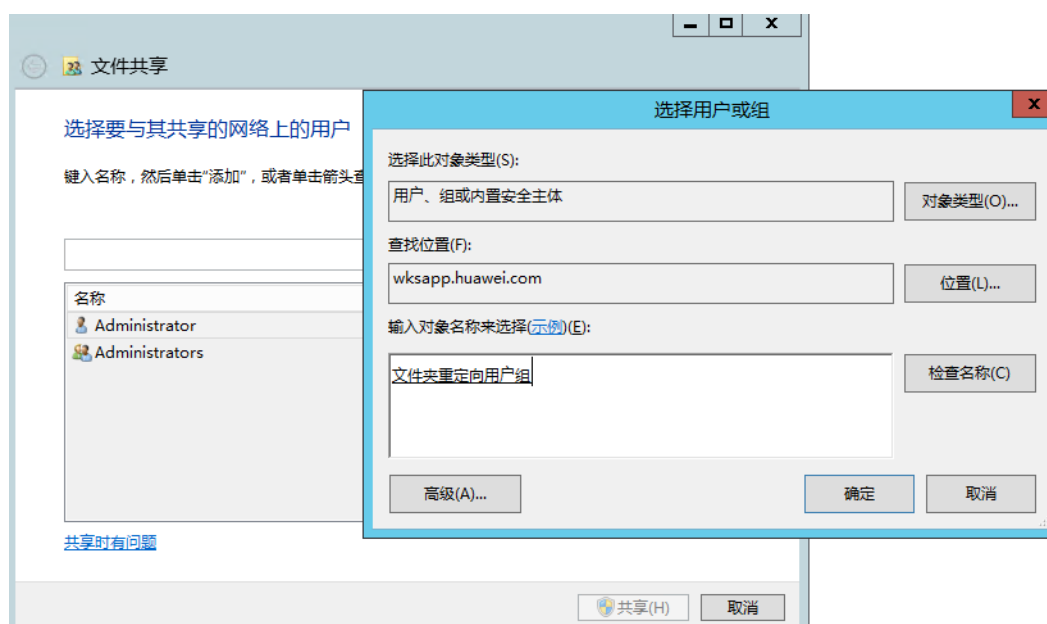 文件共享
选择要与其共享的网络上的用户
键入名称，然后单击"添加"，或者单击箭头查
名称
Administrator
Administrators
共享时有问题
共享(H)
取消
选择用户或组
选择此对象类型(S):
用户、组或内置安全主体
对象类型(O)...
查找位置(F):
wksapp.huawei.com
位置(L)...
输入对象名称来选择(示例)(E):
文件夹重定向用户组
检查名称(C)
高级(A)...
确定
取消